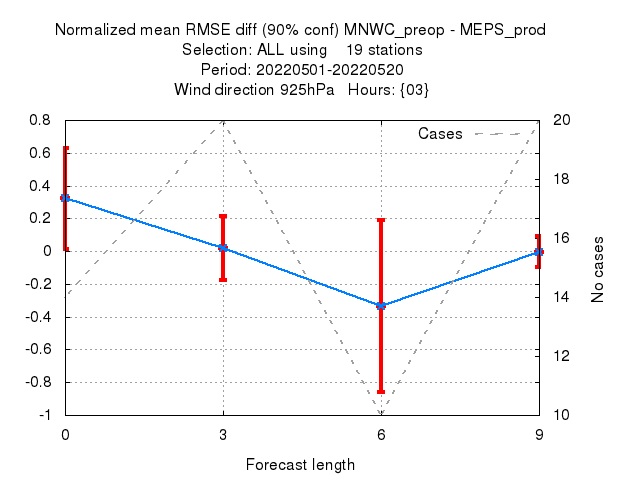 Normalized mean RMSE diff (90% conf) MNWC_preop - MEPS_prod
Selection: ALL using 19 stations
Period: 20220501-20220520
Wind direction 925hPa Hours: {03}
Cases
0.8
0.6
0.4
0.2
0
-0.2
-0.4
-0.6
-0.8
-1
20
18
16
14
12
10
No cases
0 3 6 9
Forecast length